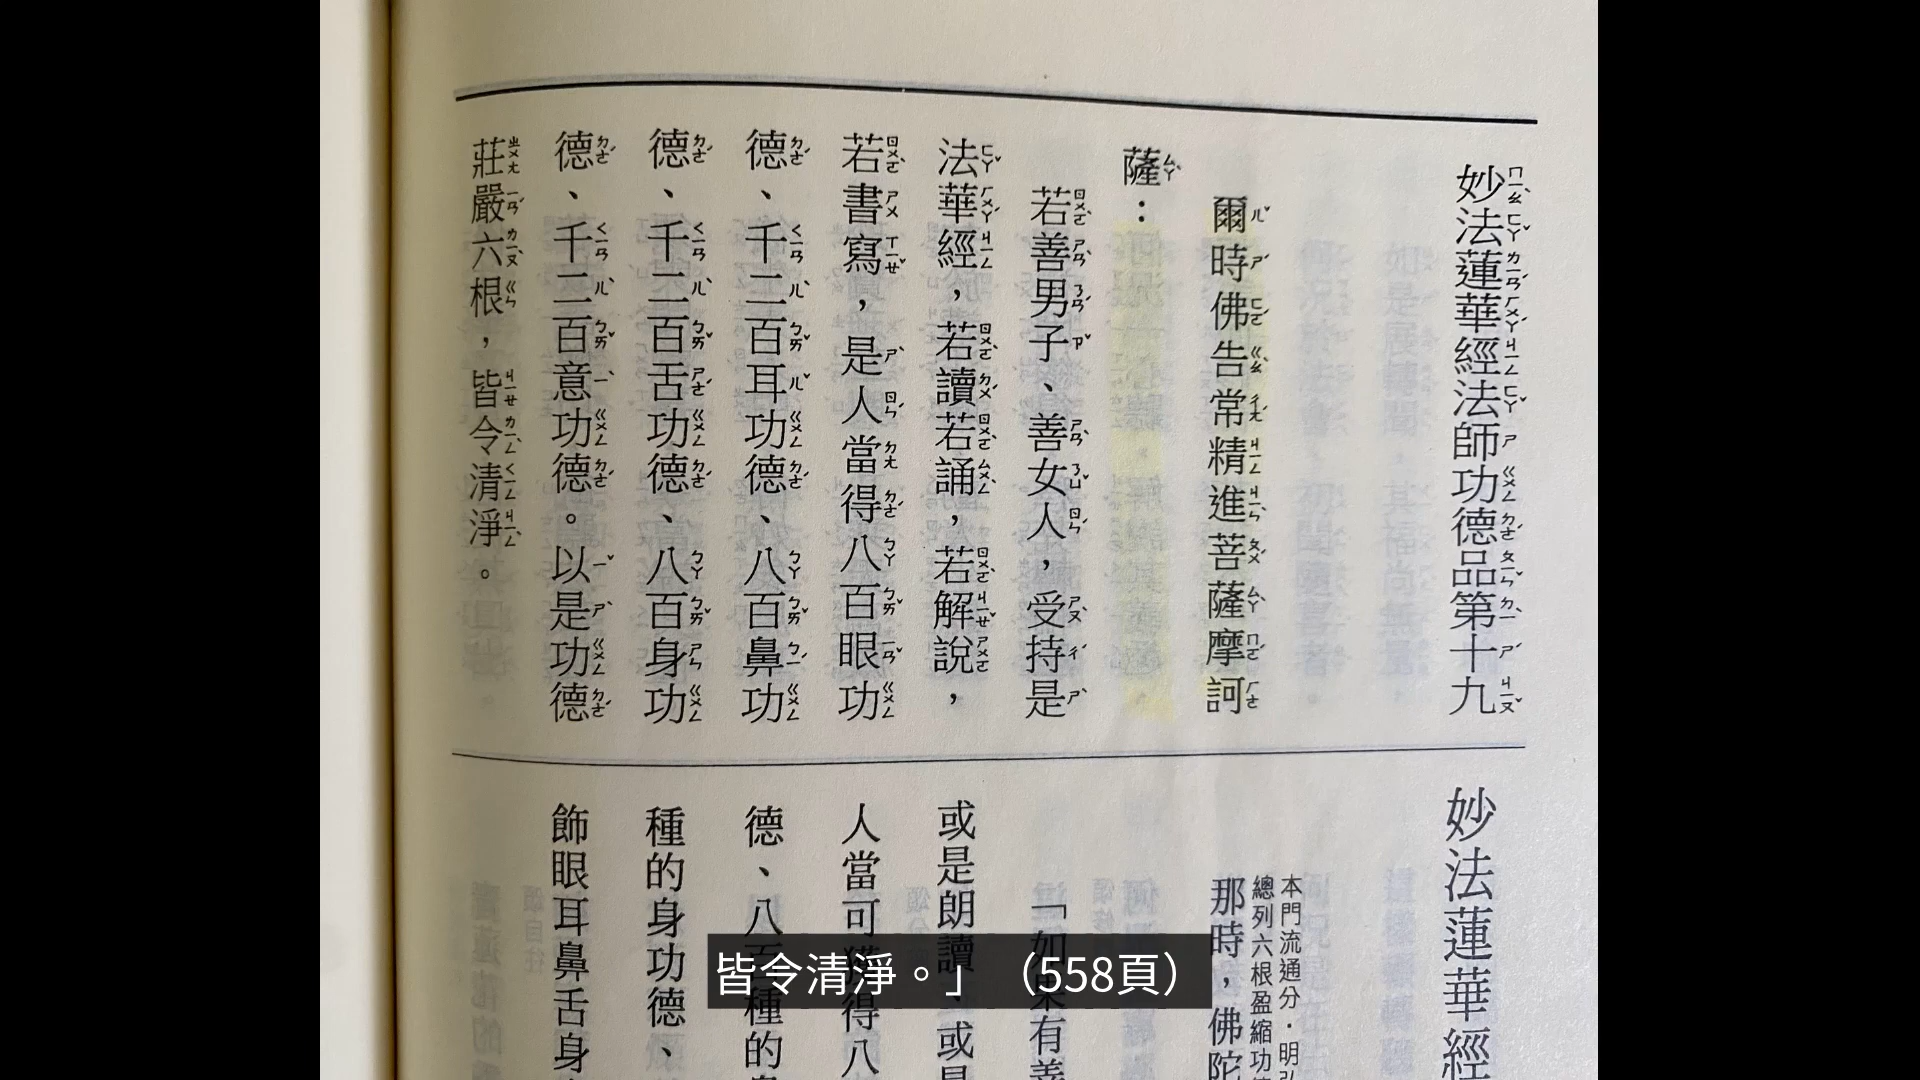 妙法蓮華經法師功德品第十九
爾時佛告常精進菩薩摩訶
薩：
若善男子、善女人，受持是
法華經，若讀若誦，若解說，
若書寫，是人當得八百眼功
德、千二百耳功德、八百鼻功
德、千二百舌功德、八百身功
德、千二百意功德。以是功德
莊嚴六根，皆令清淨。
妙法蓮華經
本門流通分．明弘
總列六根盈縮功
那時，佛陀
「如果有善
或是朗讀、或是
人當可獲得八
德、八百種的
種的身功德、
飾眼耳鼻舌身
皆令清淨。」（558頁）